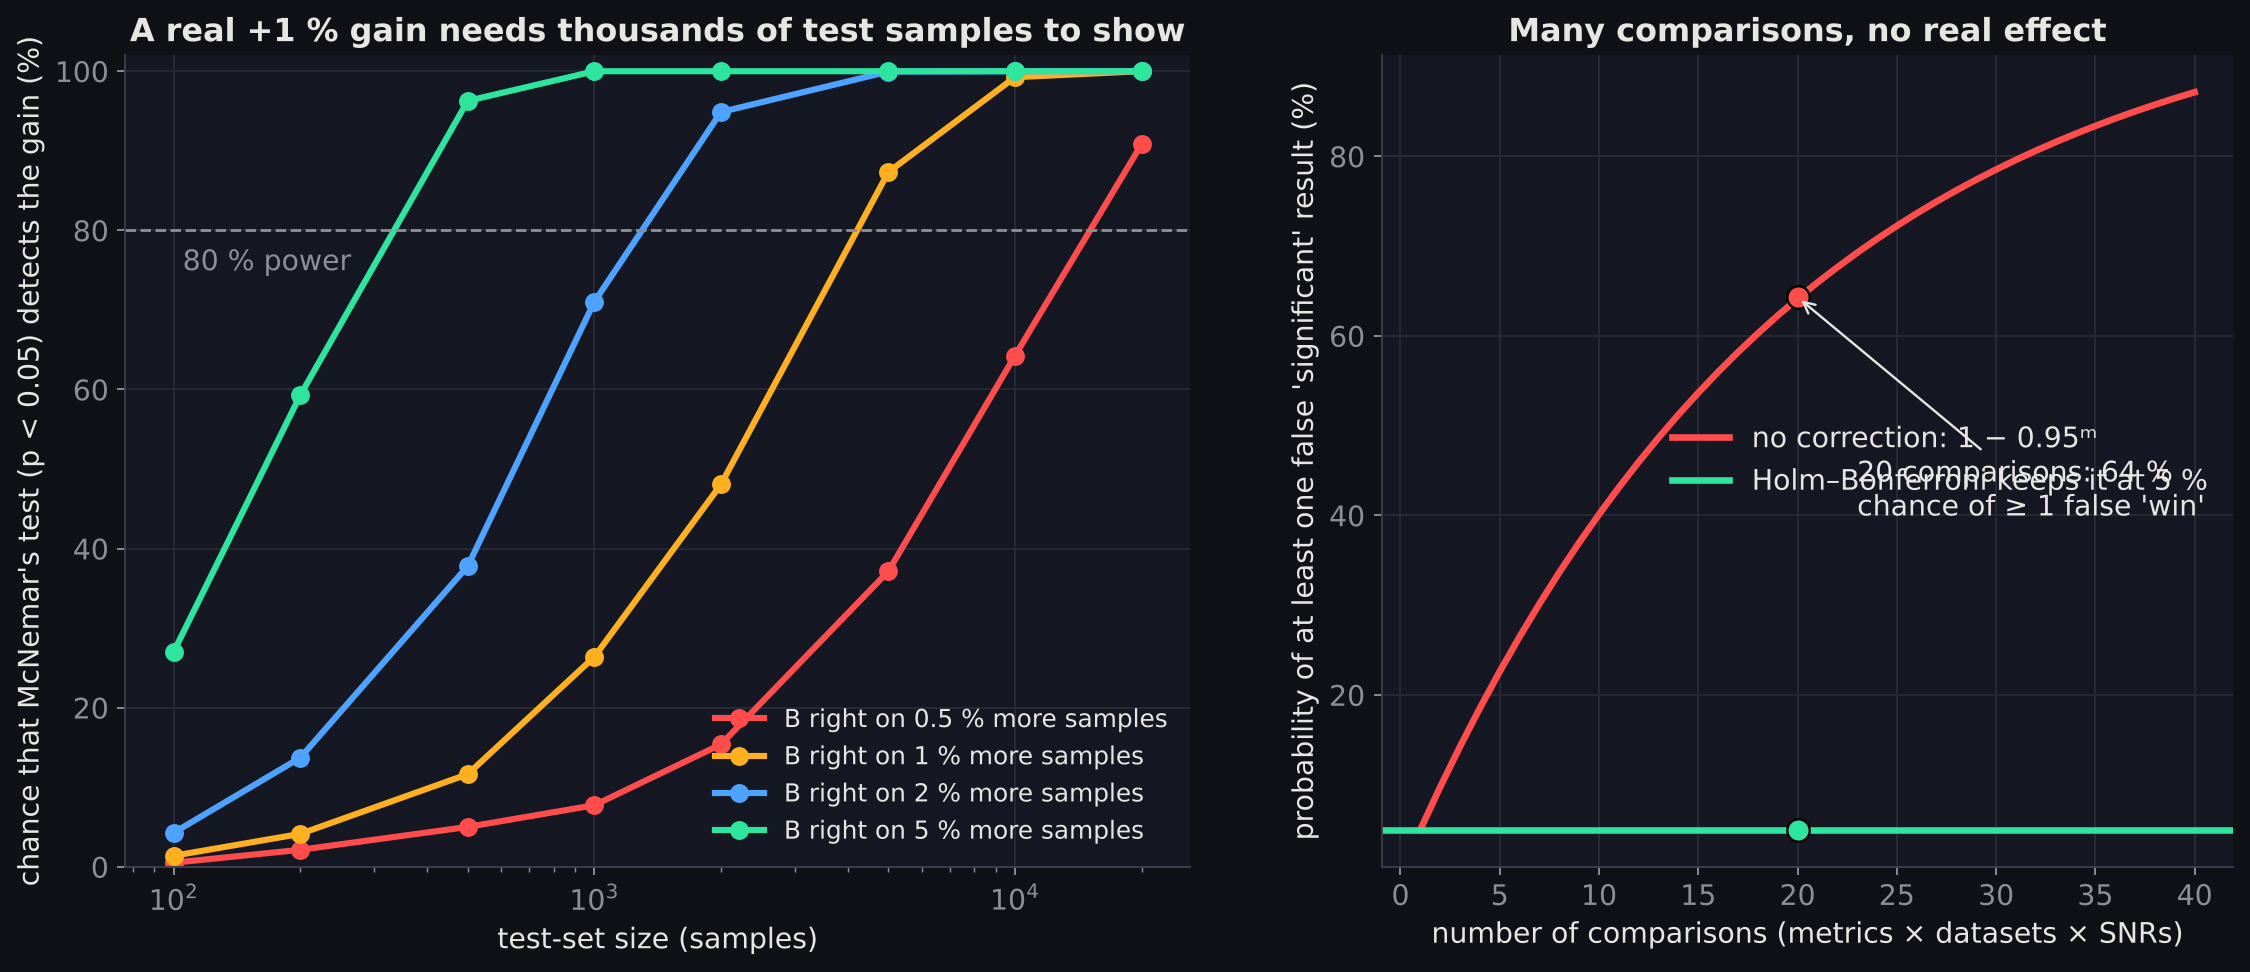 A real +1 % gain needs thousands of test samples to show
chance that McNemar's test (p < 0.05) detects the gain (%)
100
80
60
40
20
0
80 % power
B right on 0.5 % more samples
B right on 1 % more samples
B right on 2 % more samples
B right on 5 % more samples
10²
10³
10⁴
test-set size (samples)
Many comparisons, no real effect
probability of at least one false 'significant' result (%)
80
60
40
20
no correction: 1 − 0.95ᵐ
Holm–Bonferroni keeps it at 5 %
20 comparisons: 64 %
chance of ≥ 1 false 'win'
0
5
10
15
20
25
30
35
40
number of comparisons (metrics × datasets × SNRs)